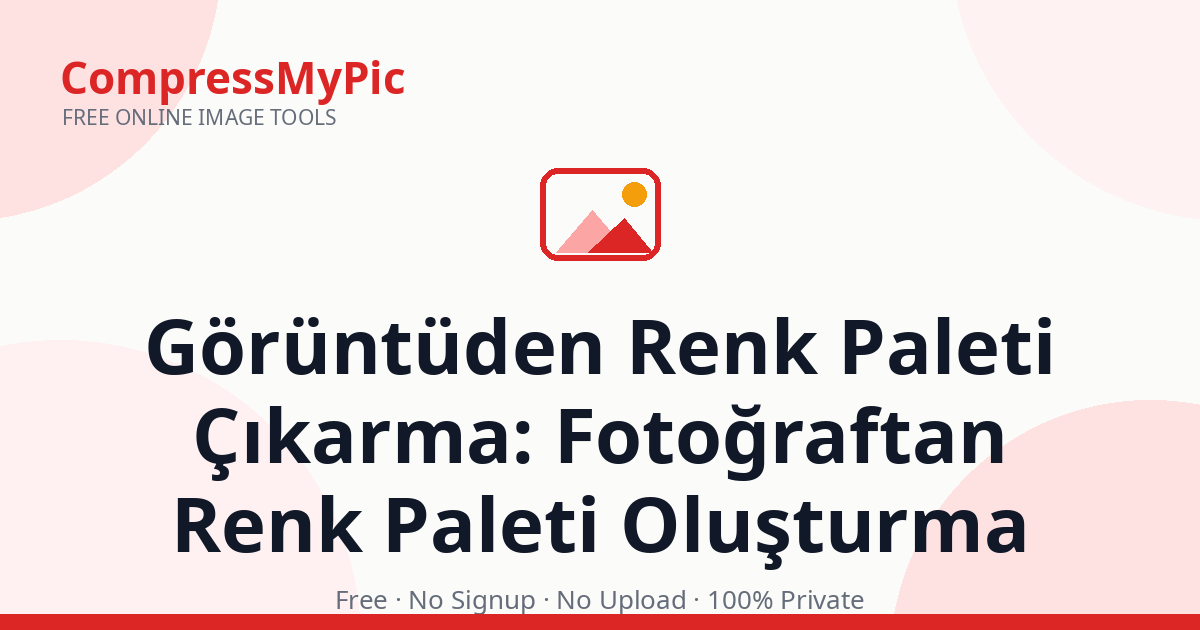 CompressMyPic
FREE ONLINE IMAGE TOOLS
Görüntüden Renk Paleti
Çıkarma: Fotoğraftan
Renk Paleti Oluşturma
Free · No Signup · No Upload · 100% Private